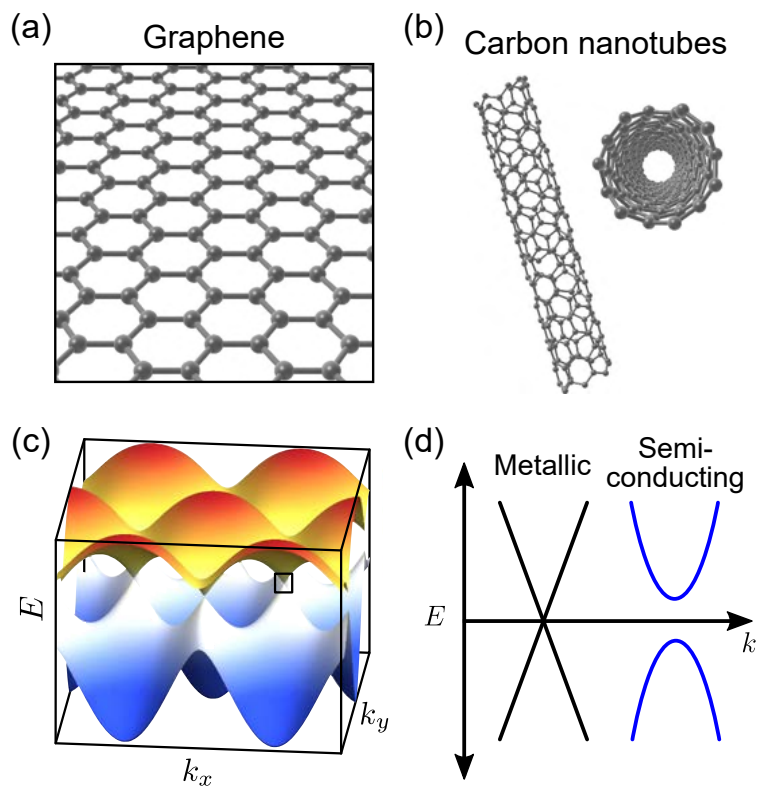 (a)
Graphene
(b)
Carbon nanotubes
(c)
E
k_x
k_y
(d)
Metallic
Semi-
conducting
E
k